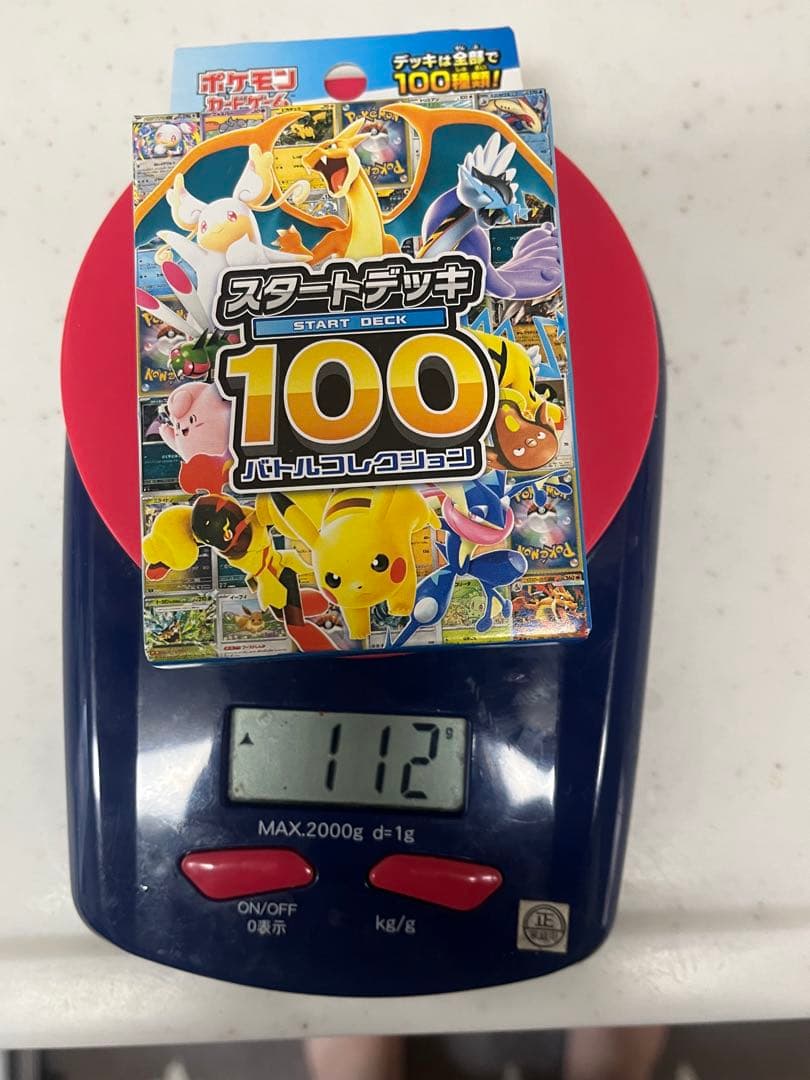 ポケモン
カードゲーム
デッキは全部で
100種類!
スタートデッキ
START DECK
100
バトルコレクション
112 g
MAX.2000g d=1g
ON/OFF
0表示
kg/g
正